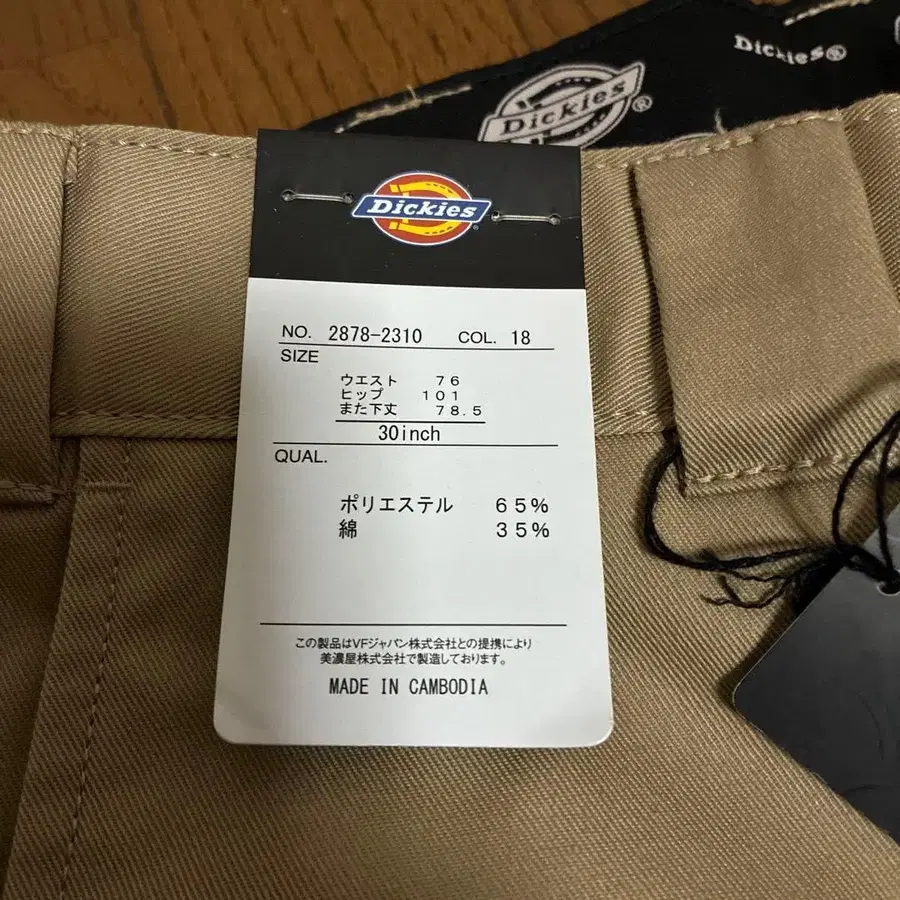 Dickies®
Dickies®
Dickies
NO. 2878-2310 COL. 18
SIZE
ウエスト 76
ヒップ 101
また下丈 78.5
30inch
QUAL.
ポリエステル 65%
綿 35%
この製品はVFジャパン株式会社との提携により
美濃屋株式会社で製造しております。
MADE IN CAMBODIA